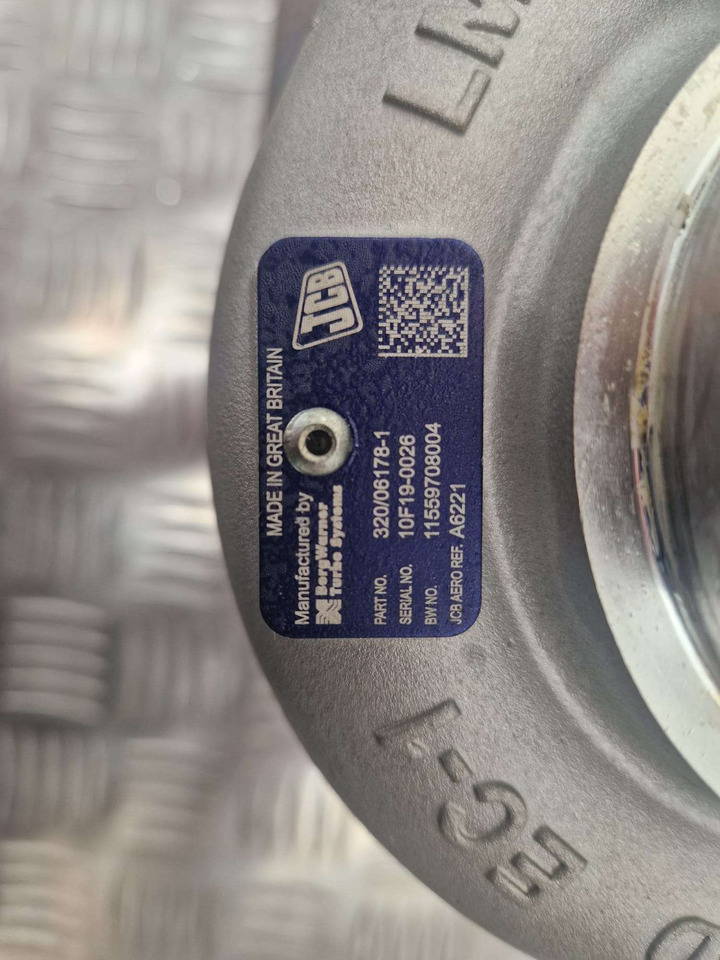 MADE IN GREAT BRITAIN
Manufactured by
BorgWarner
Turbo Systems
JCB
PART NO. 320/06178-1
SERIAL NO. 10F19-0026
BW NO. 11559708004
JCB AERO REF. A6221
LM
EC-1